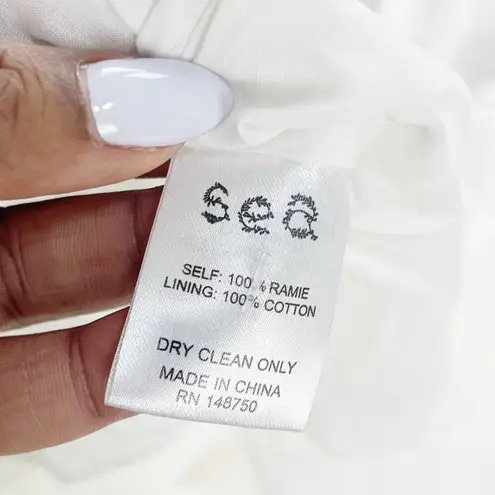 Sea
SELF: 100% RAMIE
LINING: 100% COTTON
DRY CLEAN ONLY
MADE IN CHINA
RN 148750